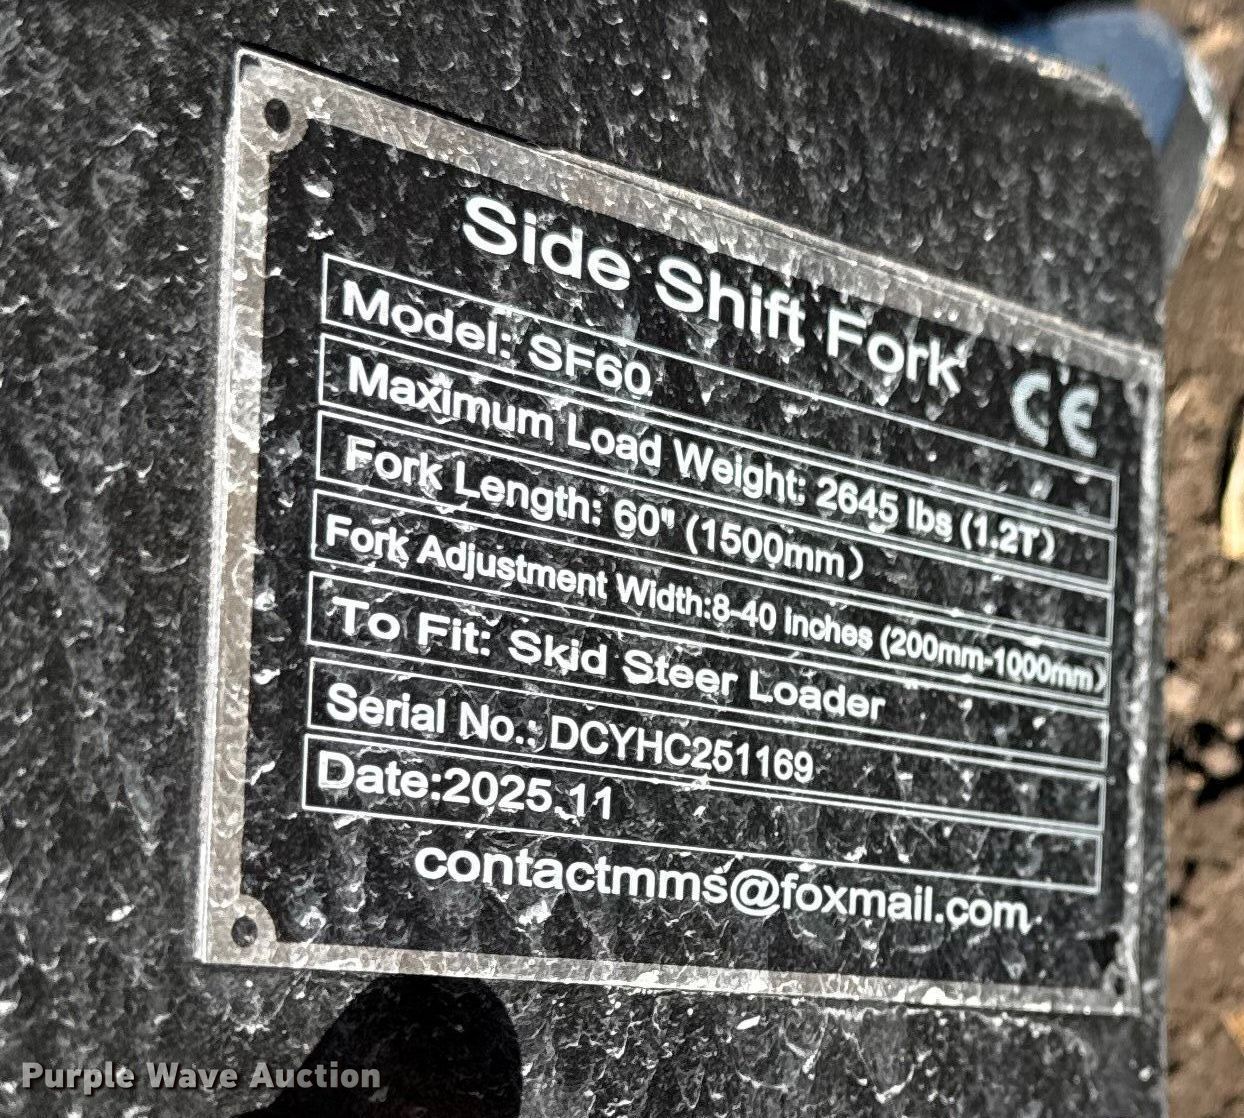 Side Shift Fork
CE
Model: SF60
Maximum Load Weight: 2645 lbs (1.2T)
Fork Length: 60" (1500mm)
Fork Adjustment Width:8-40 inches (200mm-1000mm)
To Fit: Skid Steer Loader
Serial No.: DCYHC251169
Date:2025.11
contactmms@foxmail.com
Purple Wave Auction